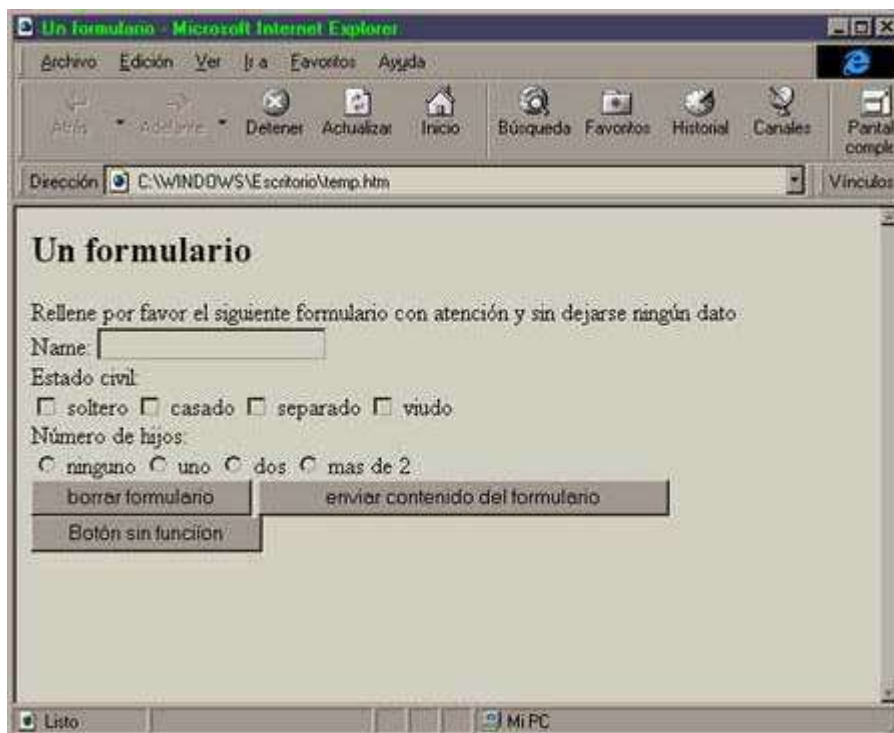 Un formulario - Microsoft Internet Explorer
Archivo Edición Ver Ir a Favoritos Ayuda
Atrás Adelante Detener Actualizar Inicio Búsqueda Favoritos Historial Canales Pantal
comple
Dirección C:\WINDOWS\Escritorio\temp.htm Vínculos
Un formulario
Rellene por favor el siguiente formulario con atención y sin dejarse ningún dato
Name:
Estado civil:
soltero casado separado viudo
Número de hijos:
ninguno uno dos mas de 2
borrar formulario enviar contenido del formulario
Botón sin funciíon
Listo Mi PC